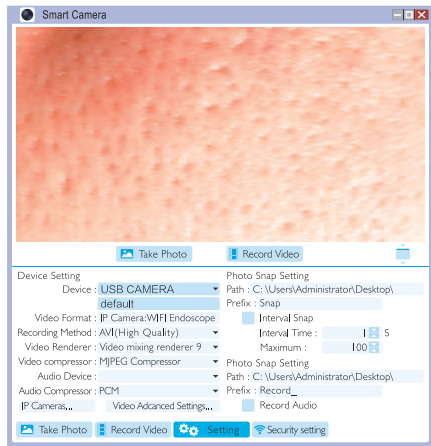 Smart Camera
Take Photo Record Video
Device Setting
Device : USB CAMERA
default
Video Format : IP Camera:WIFI Endoscope
Recording Method : AVI(High Quality)
Video Renderer : Video mixing renderer 9
Video compressor : MJPEG Compressor
Audio Device :
Audio Compressor : PCM
IP Cameras... Video Adcanced Settings...
Photo Snap Setting
Path : C: \Users\Administrator\Desktop\
Prefix : Snap
Interval Snap
Interval Time : 1 S
Maximum : 100
Photo Snap Setting
Path : C: \Users\Administrator\Desktop\
Prefix : Record_
Record Audio
Take Photo Record Video Setting Security setting